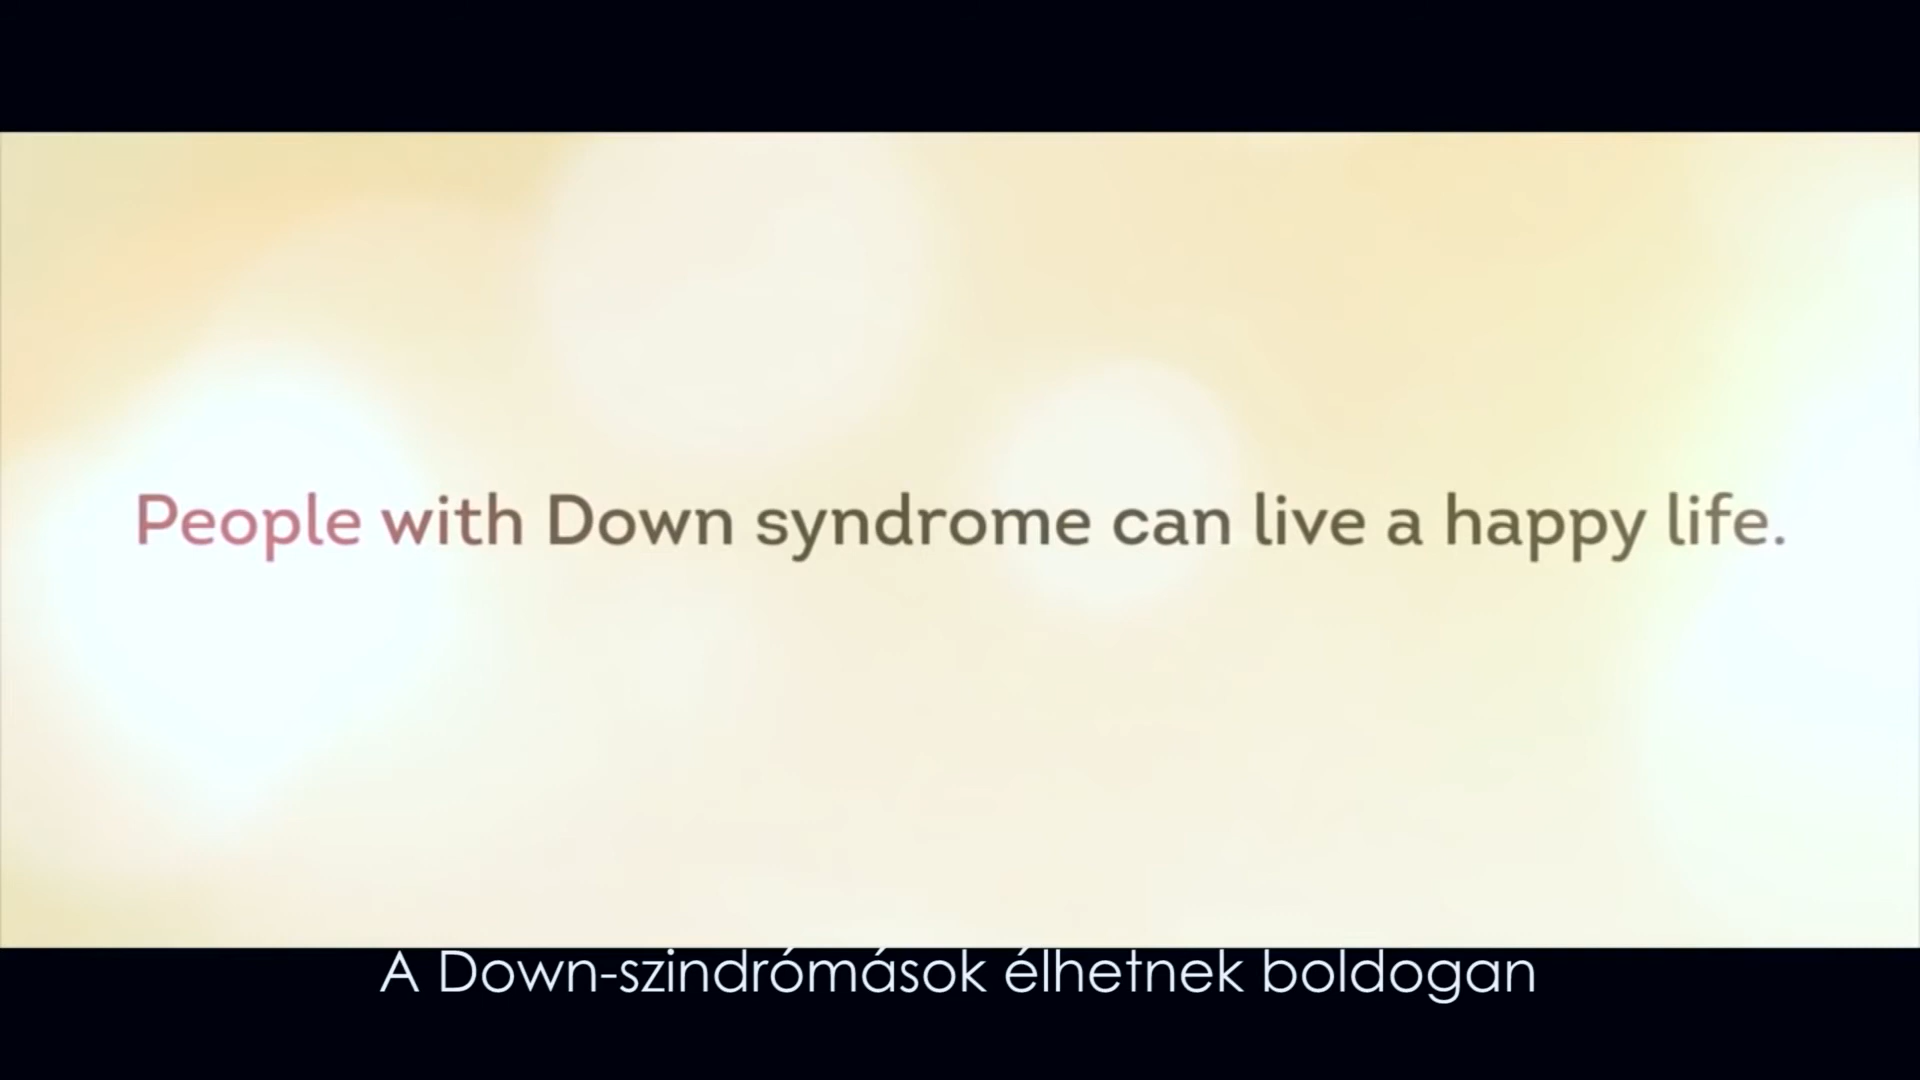 People with Down syndrome can live a happy life.
A Down-szindrómások élhetnek boldogan